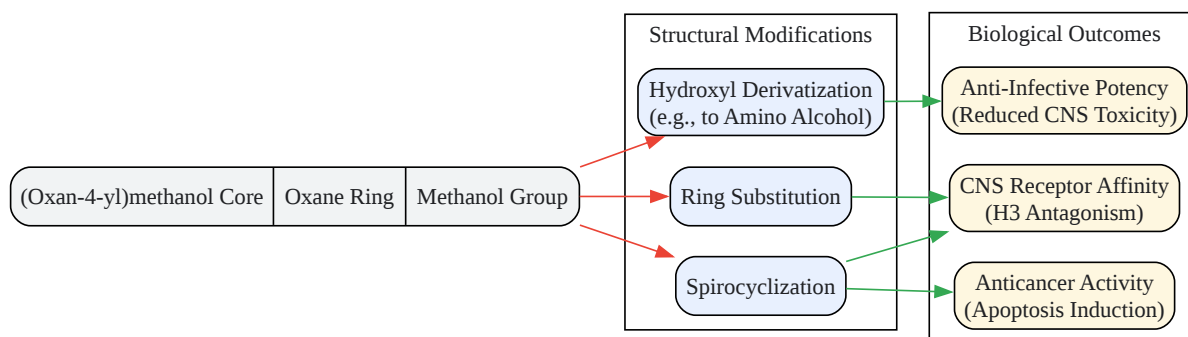 (Oxan-4-yl)methanol Core
Oxane Ring
Methanol Group
Structural Modifications
Hydroxyl Derivatization
(e.g., to Amino Alcohol)
Ring Substitution
Spirocyclization
Biological Outcomes
Anti-Infective Potency
(Reduced CNS Toxicity)
CNS Receptor Affinity
(H3 Antagonism)
Anticancer Activity
(Apoptosis Induction)